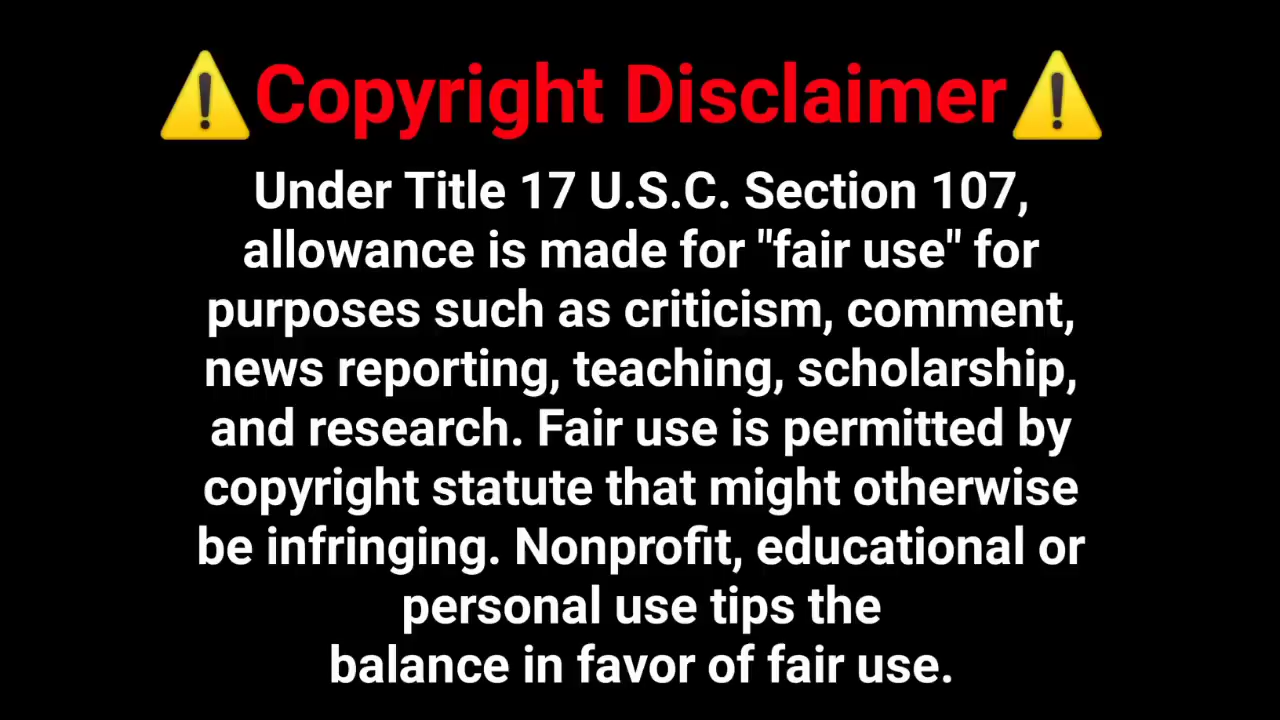 ⚠️Copyright Disclaimer⚠️
Under Title 17 U.S.C. Section 107,
allowance is made for "fair use" for
purposes such as criticism, comment,
news reporting, teaching, scholarship,
and research. Fair use is permitted by
copyright statute that might otherwise
be infringing. Nonprofit, educational or
personal use tips the
balance in favor of fair use.